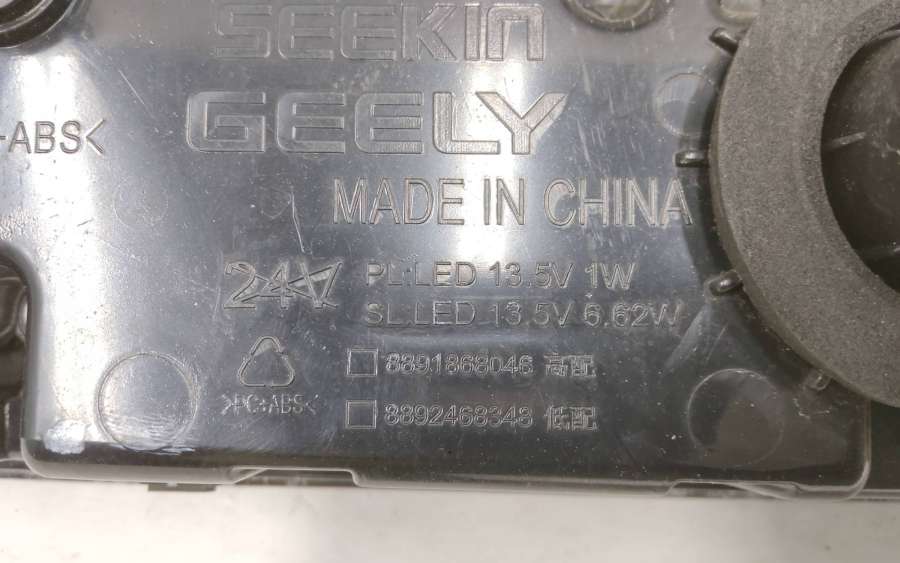 SEEKIN
GEELY
-ABS<
MADE IN CHINA
24V
PL:LED 13.5V 1W
SL:LED 13.5V 6.62W
8891868046 高配
>PC+ABS<
8892468348 低配